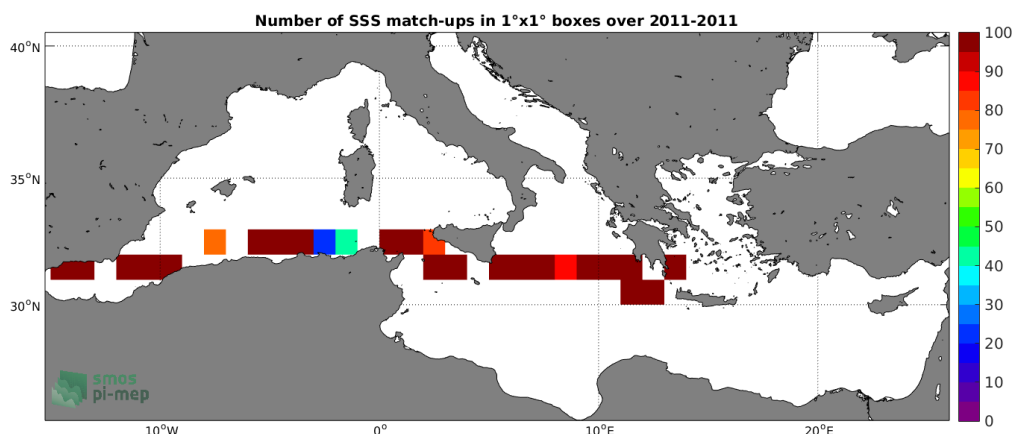 Number of SSS match-ups in 1°x1° boxes over 2011-2011
40°N
35°N
30°N
10°W
0°
10°E
20°E
100
90
80
70
60
50
40
30
20
10
0
smos
pi-mep